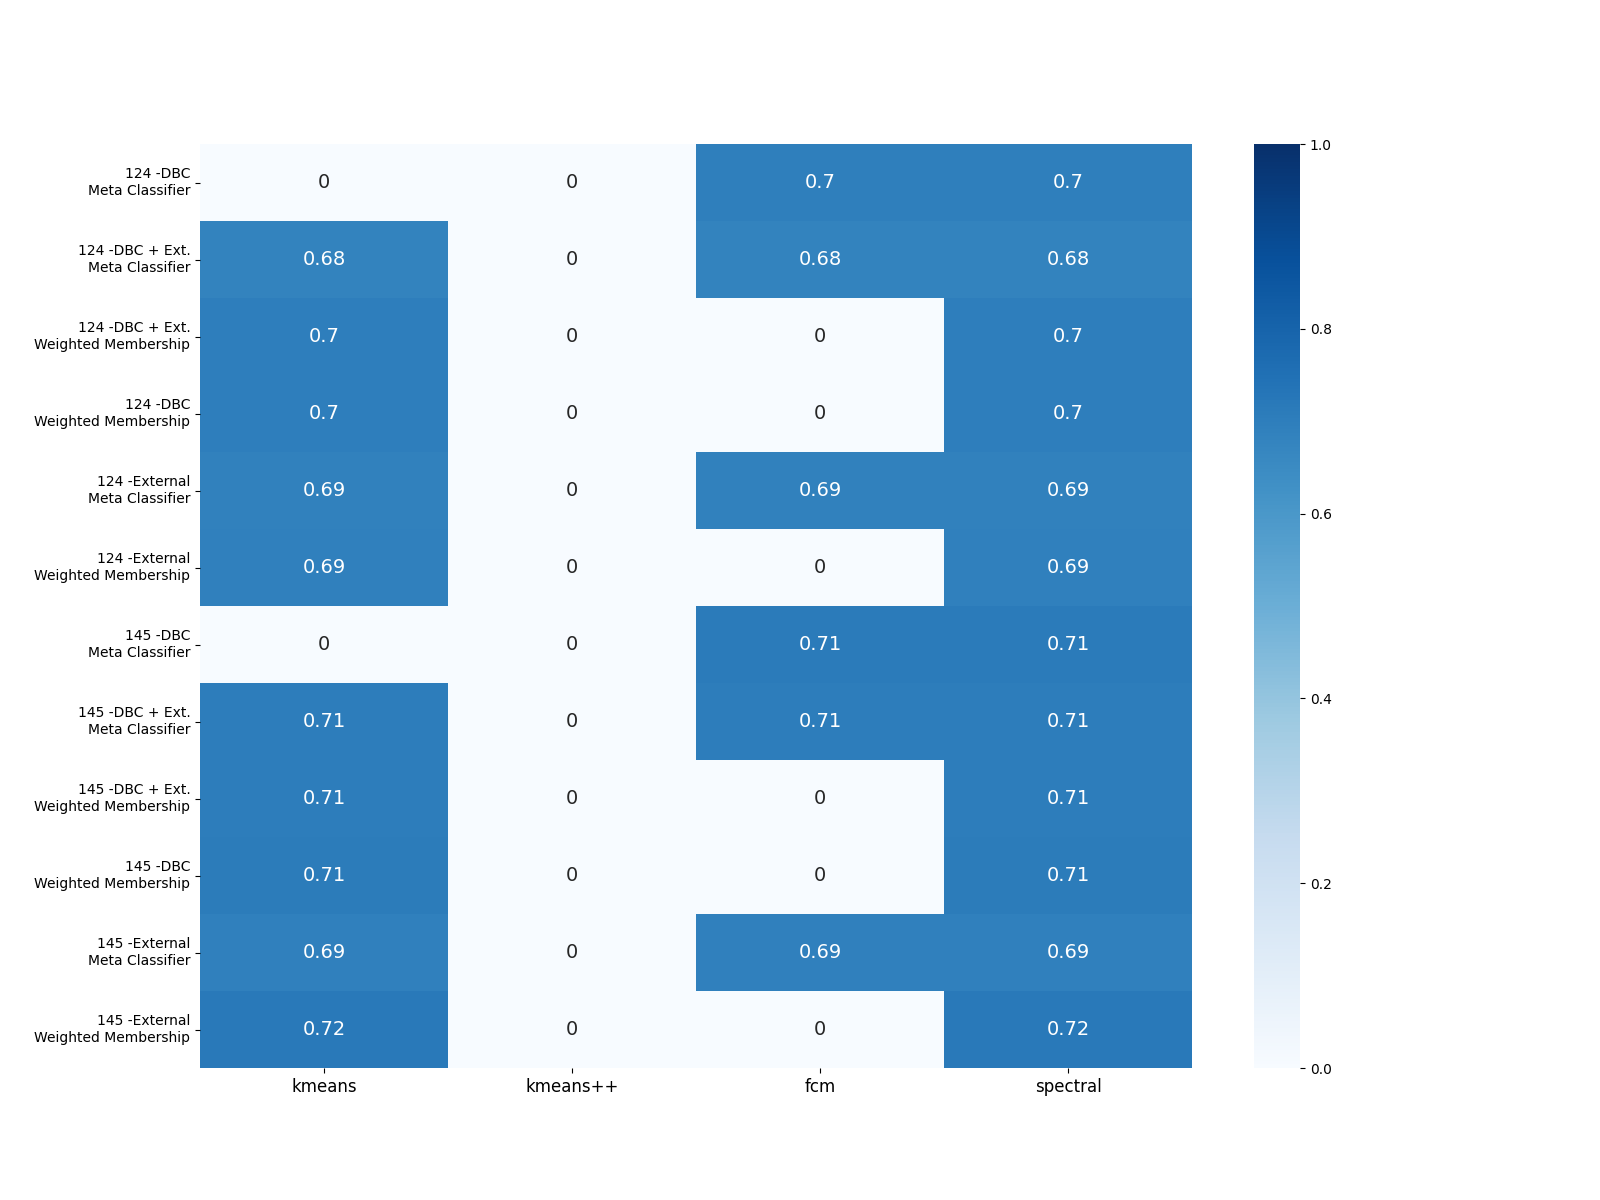 124 -DBC
Meta Classifier
0 0 0.7 0.7
124 -DBC + Ext.
Meta Classifier
0.68 0 0.68 0.68
124 -DBC + Ext.
Weighted Membership
0.7 0 0 0.7
124 -DBC
Weighted Membership
0.7 0 0 0.7
124 -External
Meta Classifier
0.69 0 0.69 0.69
124 -External
Weighted Membership
0.69 0 0 0.69
145 -DBC
Meta Classifier
0 0 0.71 0.71
145 -DBC + Ext.
Meta Classifier
0.71 0 0.71 0.71
145 -DBC + Ext.
Weighted Membership
0.71 0 0 0.71
145 -DBC
Weighted Membership
0.71 0 0 0.71
145 -External
Meta Classifier
0.69 0 0.69 0.69
145 -External
Weighted Membership
0.72 0 0 0.72
kmeans kmeans++ fcm spectral
1.0
0.8
0.6
0.4
0.2
0.0